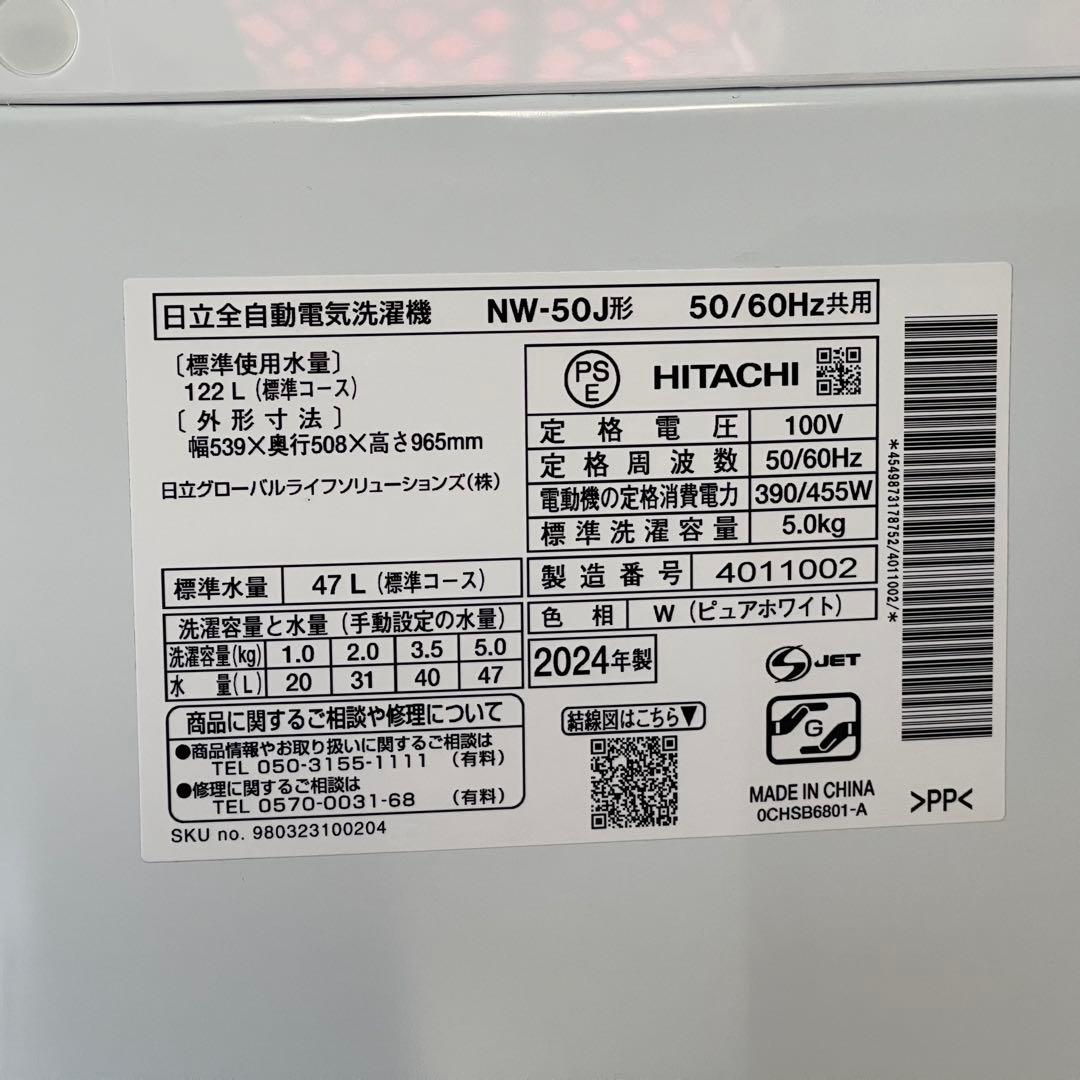 日立全自動電気洗濯機 NW-50J形 50/60Hz共用
〔標準使用水量〕
122 L (標準コース)
〔外形寸法〕
幅539×奥行508×高さ965mm
日立グローバルライフソリューションズ(株)
PS
E
HITACHI
定格電圧 100V
定格周波数 50/60Hz
電動機の定格消費電力 390/455W
標準洗濯容量 5.0kg
製造番号 4011002
色相 W (ピュアホワイト)
2024年製
標準水量 47 L (標準コース)
洗濯容量と水量 (手動設定の水量)
洗濯容量(kg) 1.0 2.0 3.5 5.0
水量(L) 20 31 40 47
商品に関するご相談や修理について
●商品情報やお取り扱いに関するご相談は
TEL 050-3155-1111 (有料)
●修理に関するご相談は
TEL 0570-0031-68 (有料)
SKU no. 980323100204
結線図はこちら▼
S JET
G
MADE IN CHINA
0CHSB6801-A
>PP<
*4549873178752/4011002/*